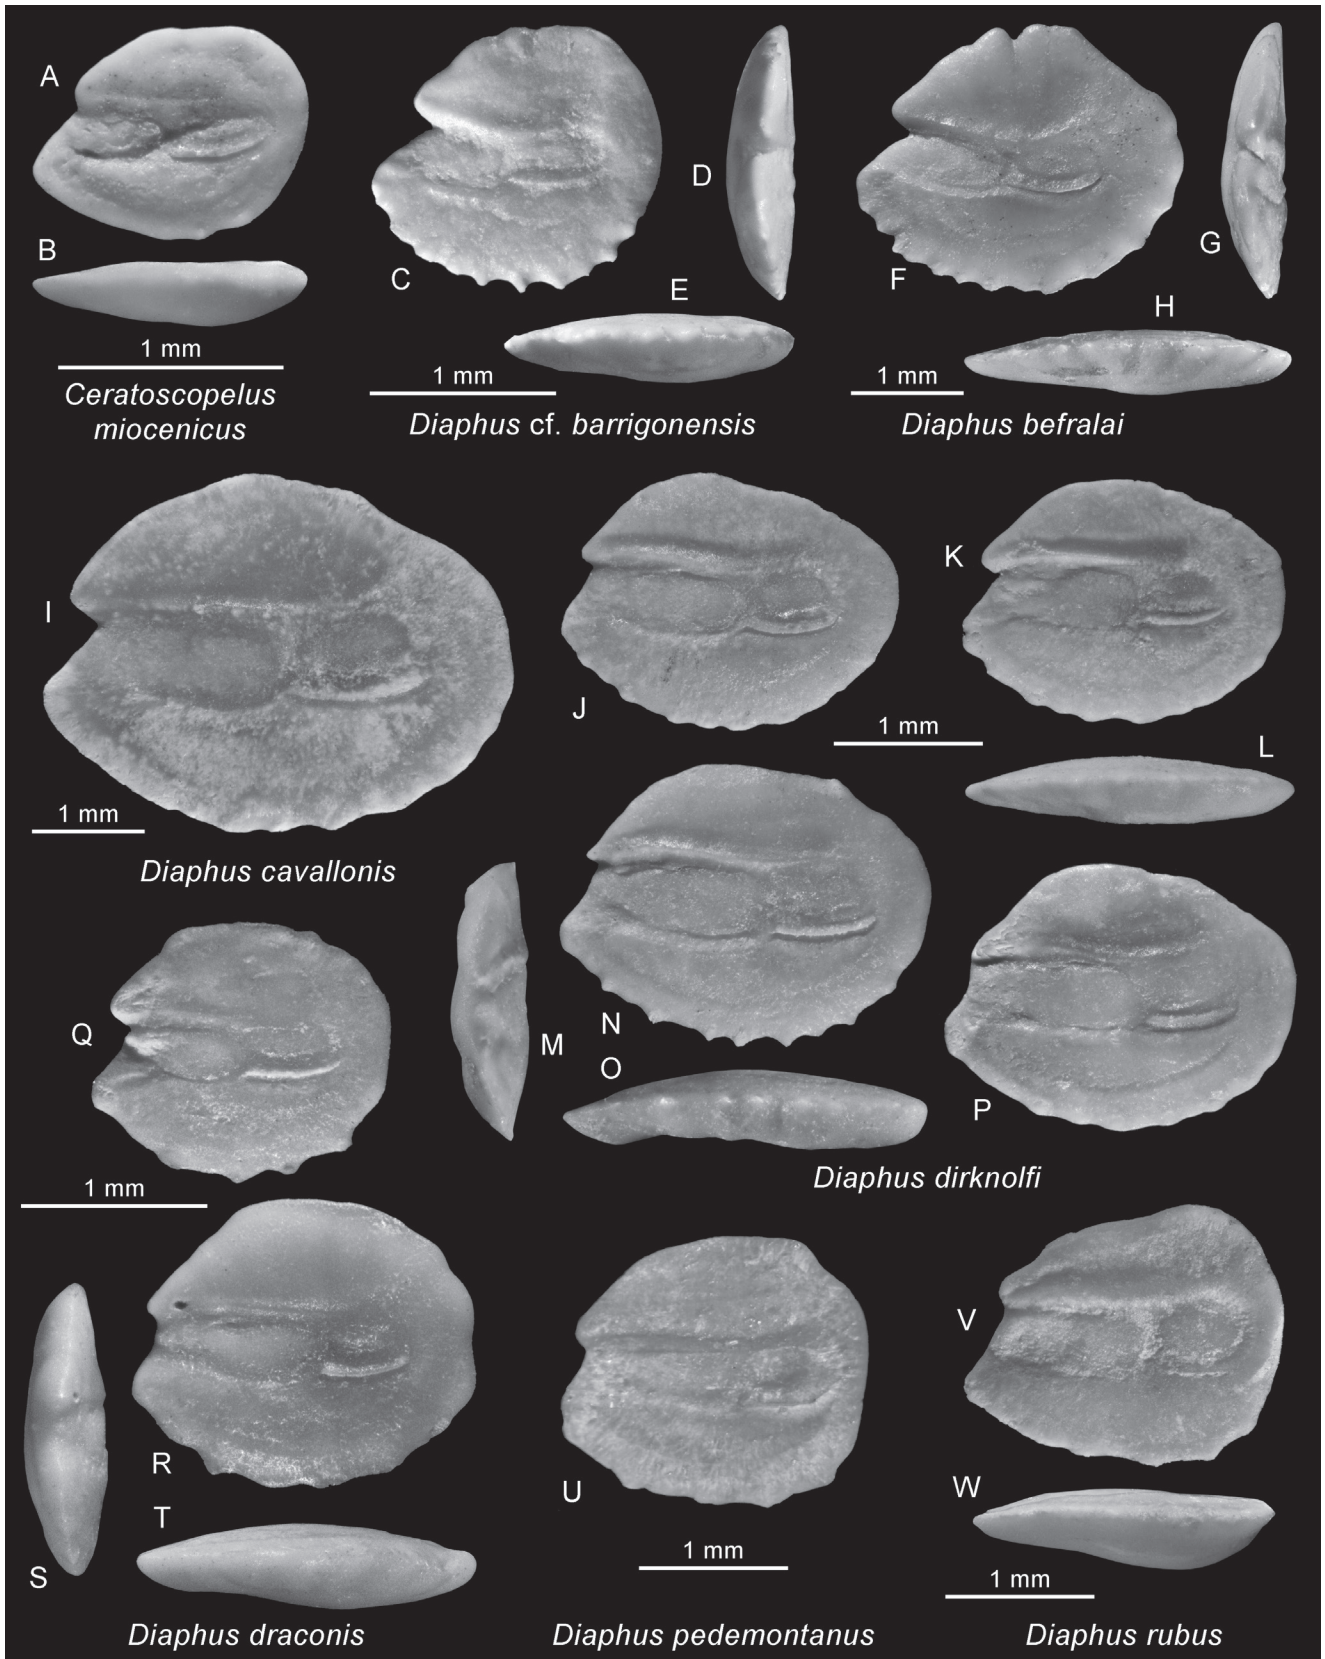 A
B
1 mm
Ceratoscopelus
miocenicus
C
D
E
1 mm
Diaphus cf. barrigonensis
F
G
H
1 mm
Diaphus befralai
I
1 mm
Diaphus cavallonis
J
K
1 mm
L
M
N
O
P
Diaphus dirknolfi
Q
1 mm
R
S
T
Diaphus draconis
U
1 mm
Diaphus pedemontanus
V
W
1 mm
Diaphus rubus